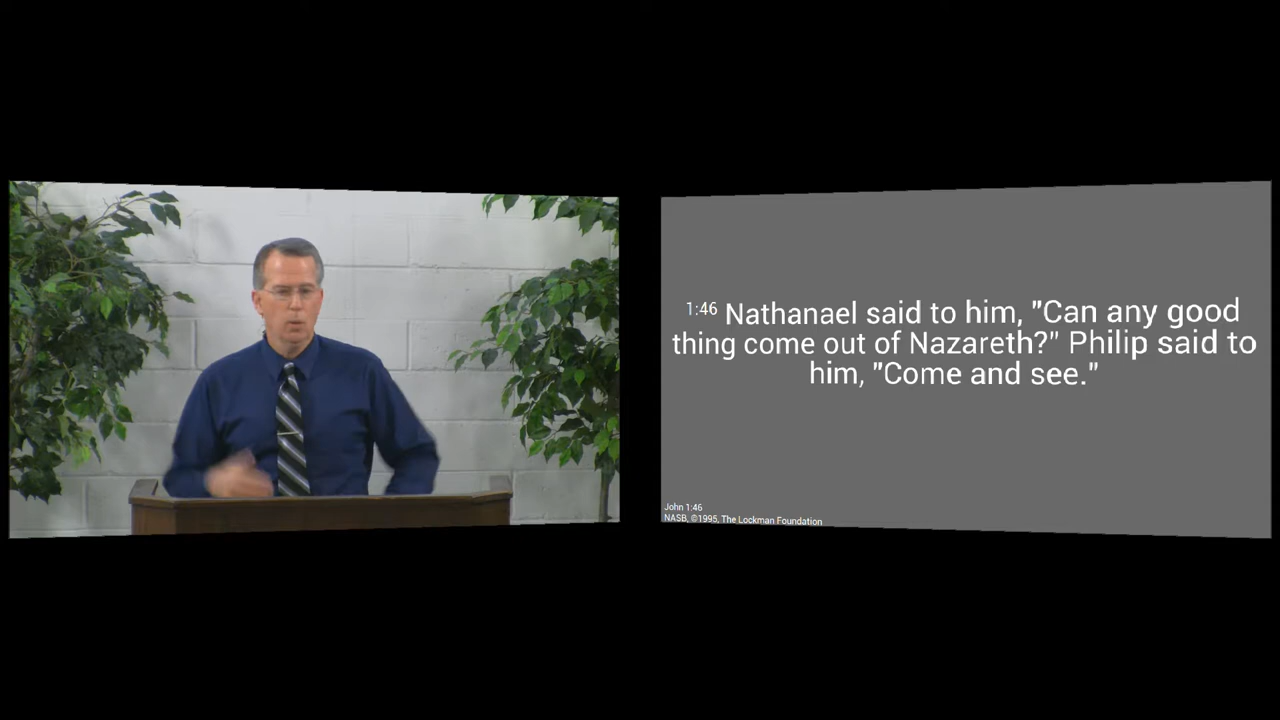 1:46 Nathanael said to him, "Can any good
thing come out of Nazareth?" Philip said to
him, "Come and see."
John 1:46
NASB, ©1995, The Lockman Foundation